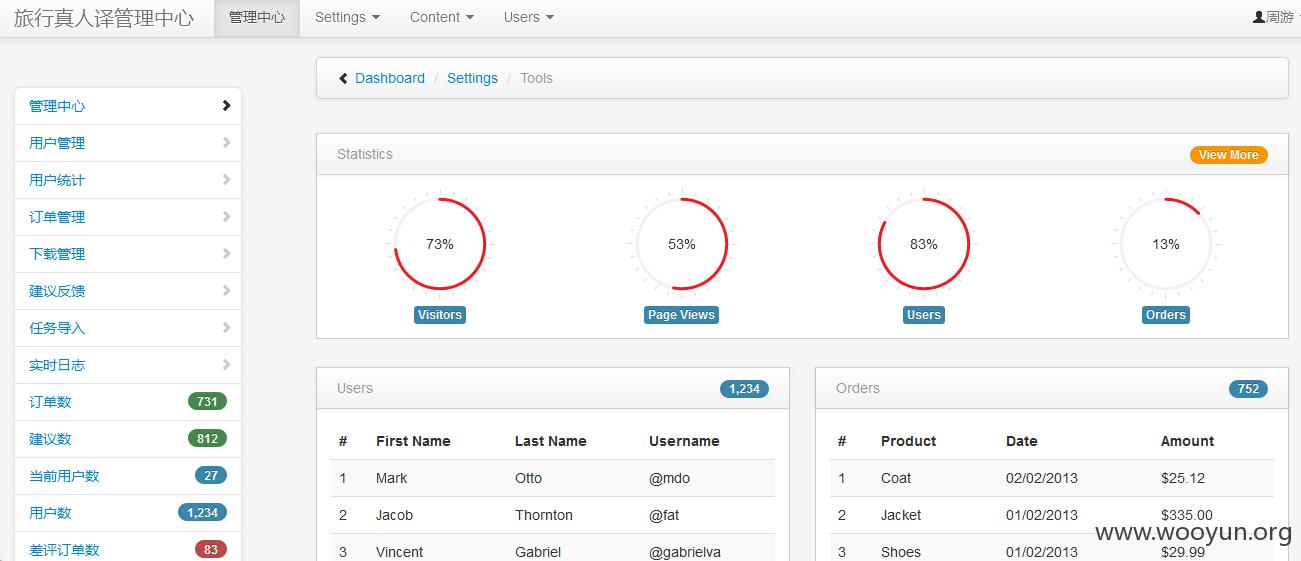 旅行真人译管理中心 管理中心 Settings Content Users 周游
Dashboard / Settings / Tools
管理中心
用户管理
用户统计
订单管理
下载管理
建议反馈
任务导入
实时日志
订单数 731
建议数 812
当前用户数 27
用户数 1,234
差评订单数 83
Statistics View More
73% 53% 83% 13%
Visitors Page Views Users Orders
Users 1,234
# First Name Last Name Username
1 Mark Otto @mdo
2 Jacob Thornton @fat
3 Vincent Gabriel @gabrielva
Orders 752
# Product Date Amount
1 Coat 02/02/2013 $25.12
2 Jacket 01/02/2013 $335.00
3 Shoes 01/02/2013 $29.99
www.wooyun.org